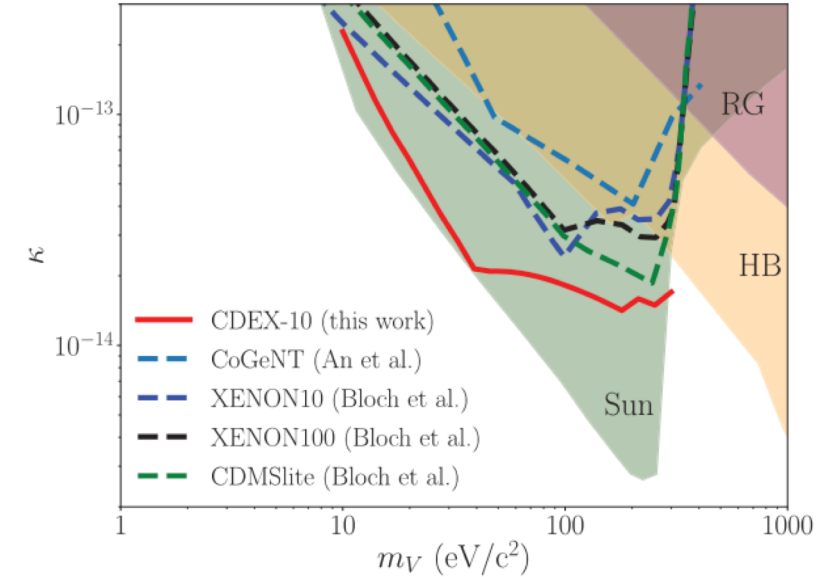 10⁻¹³
10⁻¹⁴
κ
RG
HB
Sun
CDEX-10 (this work)
CoGeNT (An et al.)
XENON10 (Bloch et al.)
XENON100 (Bloch et al.)
CDMSlite (Bloch et al.)
1 10 100 1000
m_V (eV/c²)